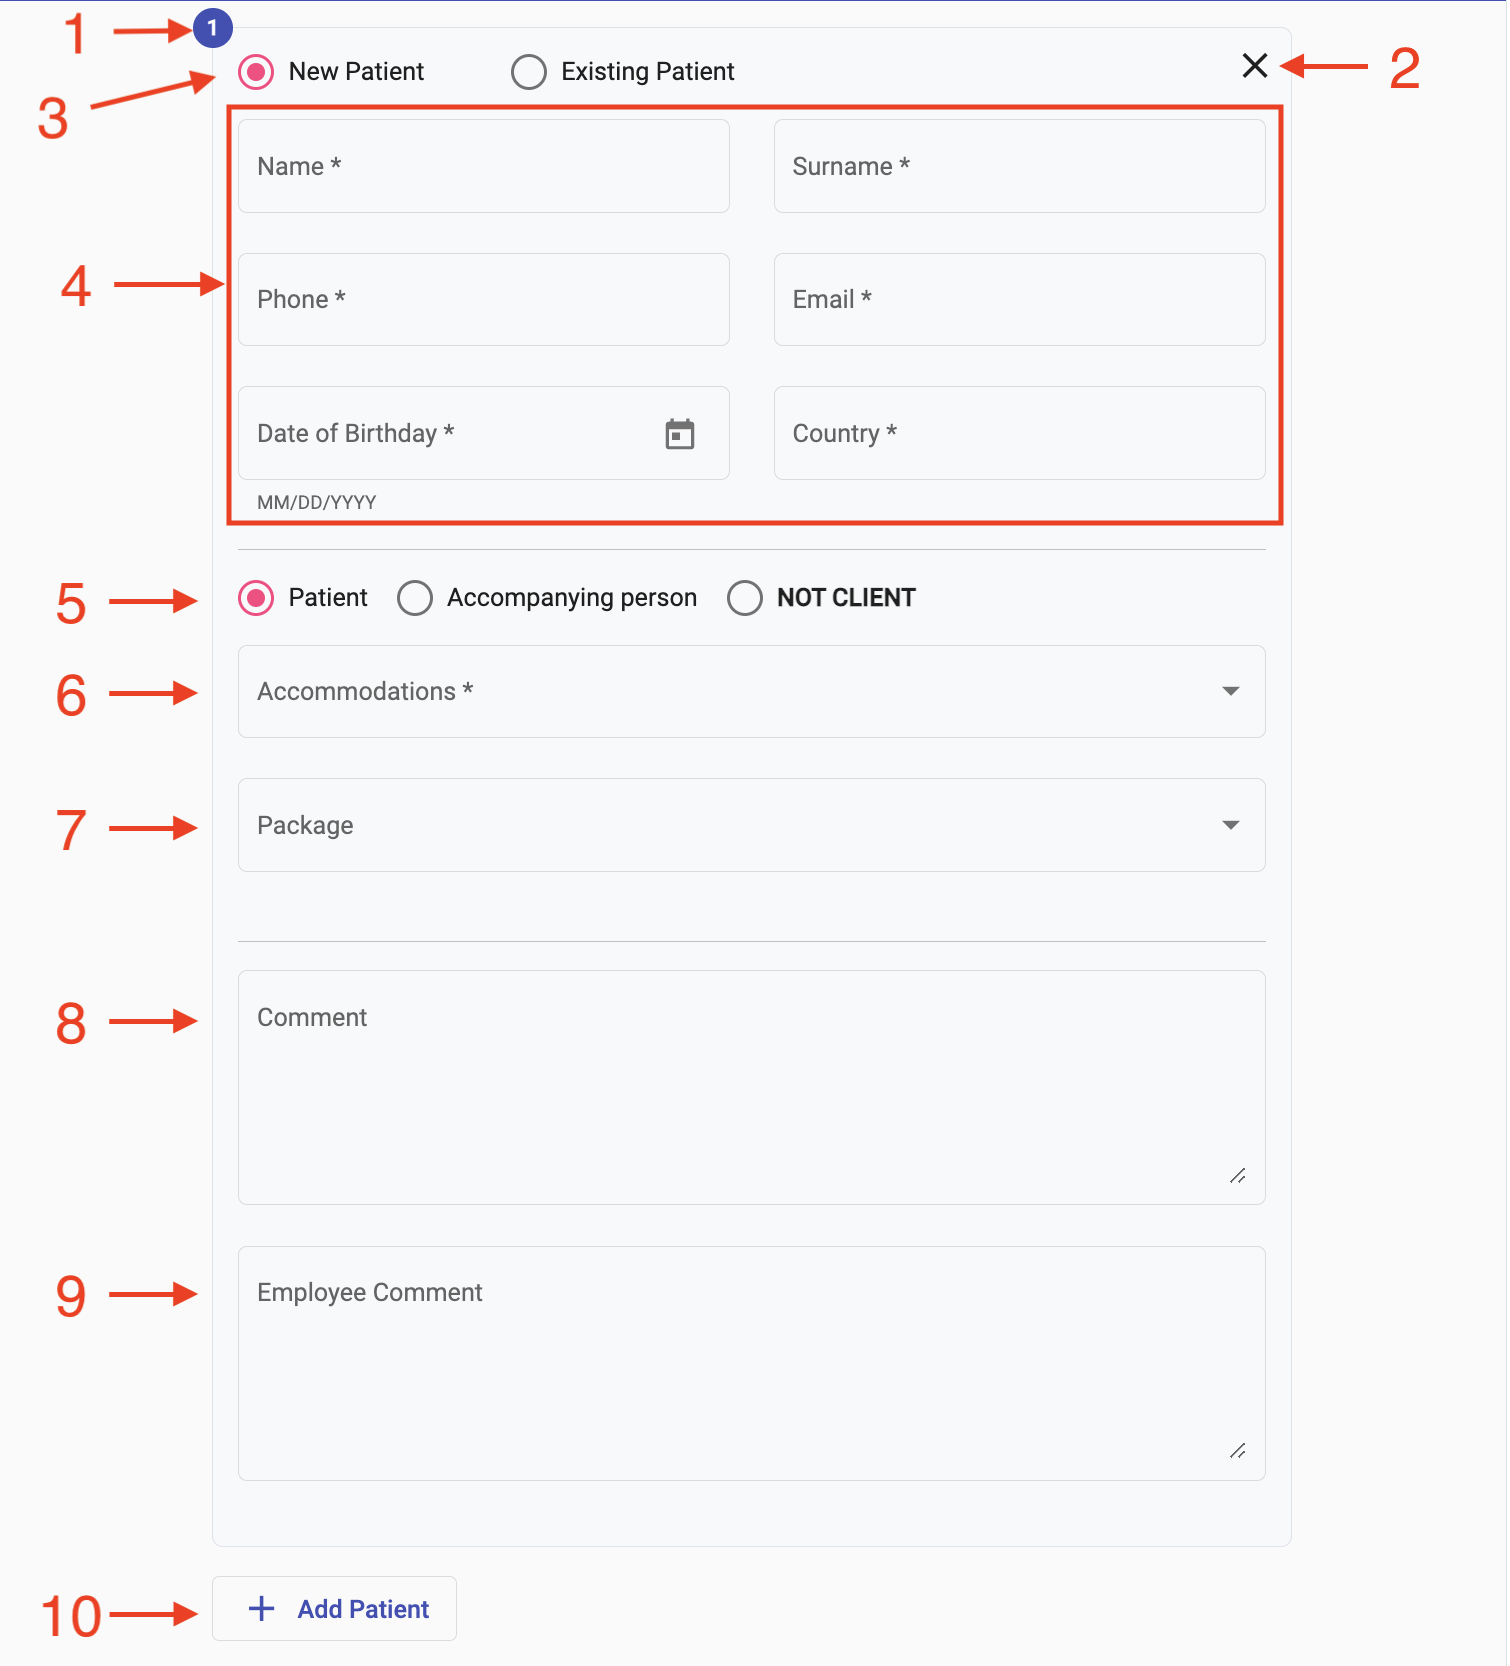 1 1
New Patient Existing Patient 2
3
Name * Surname *
4 Phone * Email *
Date of Birthday * Country *
MM/DD/YYYY
5 Patient Accompanying person NOT CLIENT
6 Accommodations *
7 Package
8 Comment
9 Employee Comment
10 + Add Patient